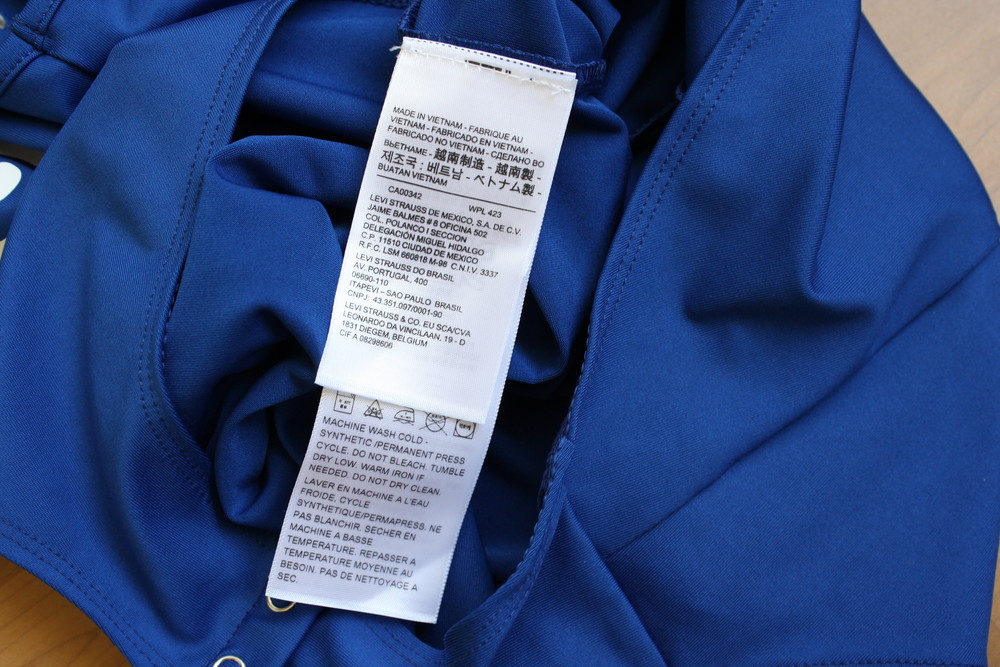 MADE IN VIETNAM - FABRIQUE AU
VIETNAM - FABRICADO EN VIETNAM -
FABRICADO NO VIETNAM - СДЕЛАНО ВО
ВЬЕТНАМЕ - 越南制造 - 越南製 -
제조국 : 베트남 - ベトナム製 -
BUATAN VIETNAM
CA00342 WPL 423
LEVI STRAUSS DE MEXICO, S.A. DE C.V.
JAIME BALMES # 8 OFICINA 502
COL. POLANCO I SECCION
DELEGACIÓN MIGUEL HIDALGO
C.P. 11510 CIUDAD DE MEXICO
R.F.C. LSM 660818 M-98 C.N.I.V. 3337
LEVI STRAUSS DO BRASIL
AV. PORTUGAL, 400
06690-110
ITAPEVI – SAO PAULO BRASIL
CNPJ: 43.351.097/0001-90
LEVI STRAUSS & CO. EU SCA/CVA
LEONARDO DA VINCILAAN, 19 - D
1831 DIEGEM, BELGIUM
CIF A 08298606
MACHINE WASH COLD -
SYNTHETIC /PERMANENT PRESS
CYCLE. DO NOT BLEACH. TUMBLE
DRY LOW. WARM IRON IF
NEEDED. DO NOT DRY CLEAN.
LAVER EN MACHINE A L'EAU
FROIDE, CYCLE
SYNTHETIQUE/PERMAPRESS. NE
PAS BLANCHIR. SECHER EN
MACHINE A BASSE
TEMPERATURE. REPASSER A
TEMPERATURE MOYENNE AU
BESOIN. PAS DE NETTOYAGE A
SEC.